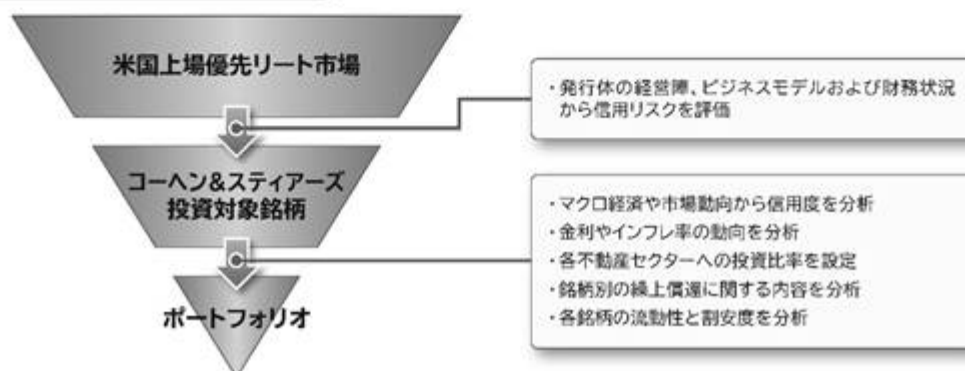 米国上場優先リート市場
・発行体の経営陣、ビジネスモデルおよび財務状況
から信用リスクを評価
コーヘン&スティアーズ
投資対象銘柄
・マクロ経済や市場動向から信用度を分析
・金利やインフレ率の動向を分析
・各不動産セクターへの投資比率を設定
・銘柄別の繰上償還に関する内容を分析
・各銘柄の流動性と割安度を分析
ポートフォリオ